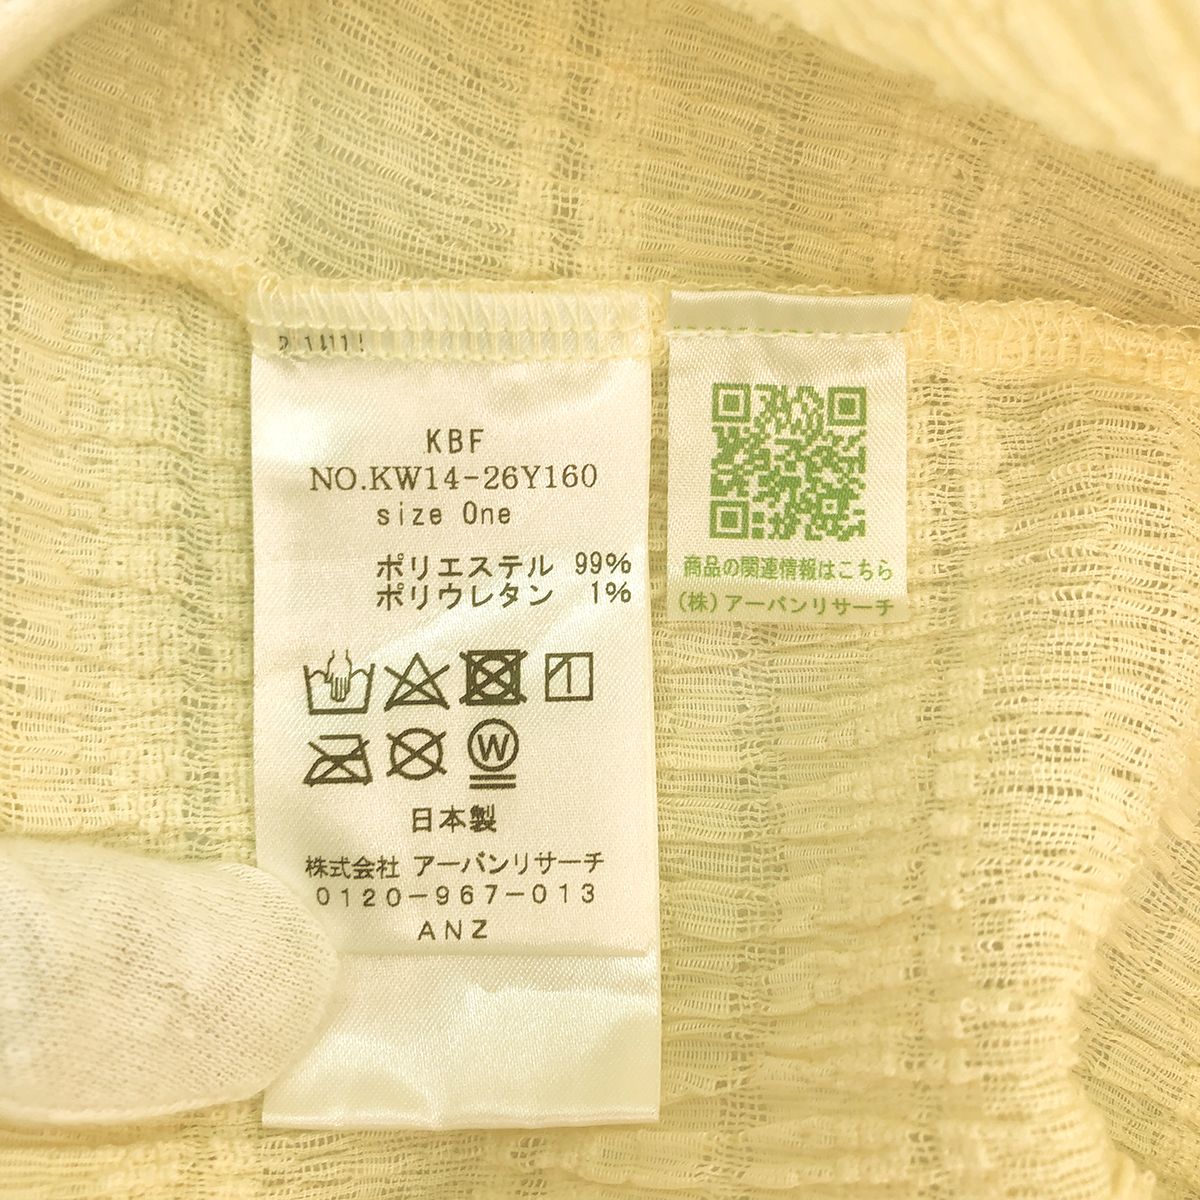 KBF
NO.KW14-26Y160
size One
ポリエステル 99%
ポリウレタン 1%
W
日本製
株式会社 アーバンリサーチ
0120-967-013
ANZ
商品の関連情報はこちら
(株)アーバンリサーチ